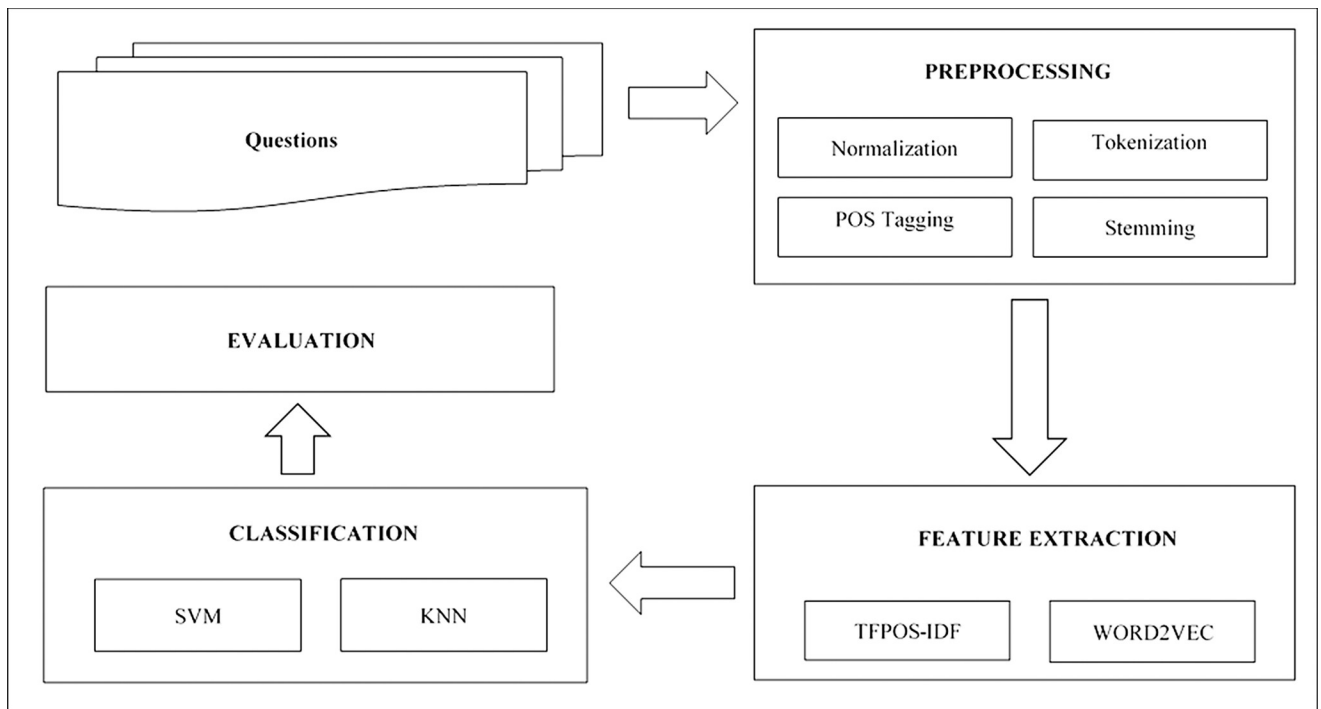 Questions
PREPROCESSING
Normalization
Tokenization
POS Tagging
Stemming
FEATURE EXTRACTION
TFPOS-IDF
WORD2VEC
CLASSIFICATION
SVM
KNN
EVALUATION